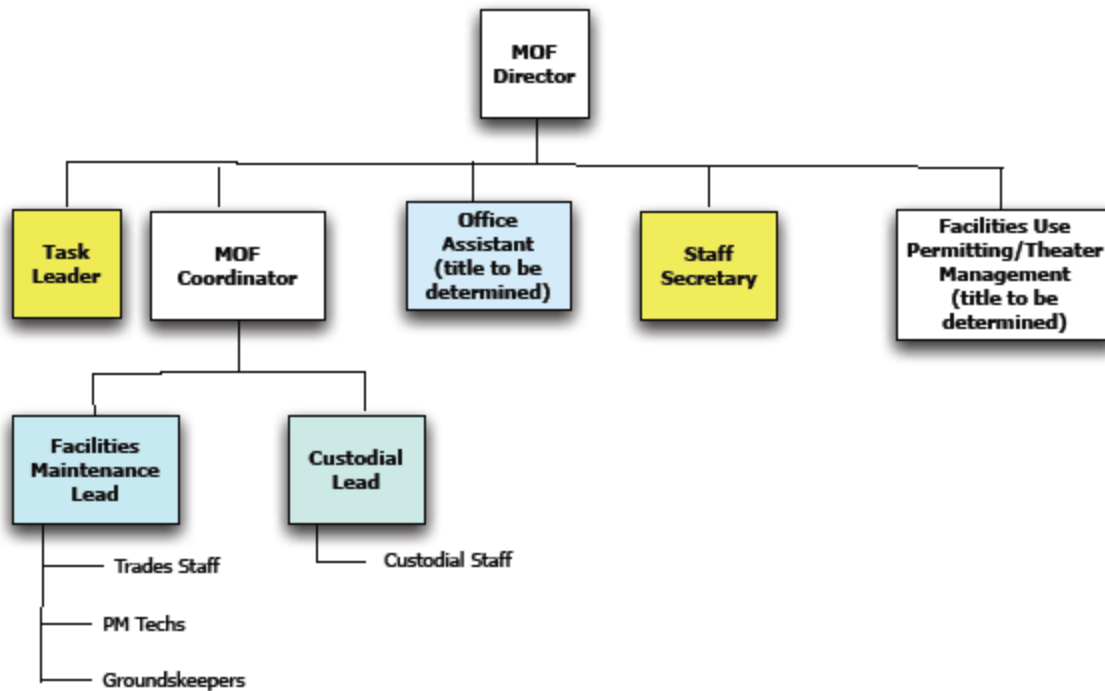 MOF
Director
Task
Leader
MOF
Coordinator
Office
Assistant
(title to be
determined)
Staff
Secretary
Facilities Use
Permitting/Theater
Management
(title to be
determined)
Facilities
Maintenance
Lead
Custodial
Lead
Trades Staff
PM Techs
Groundskeepers
Custodial Staff